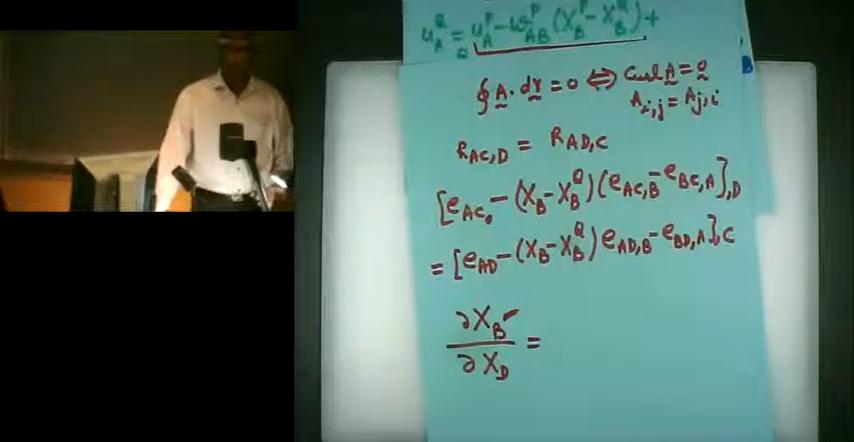 u_A^Q = u_A^P - ω_AB^P (X_B^P - X_B^Q) +
∮ A · dr = 0 ⇔ Curl A = 0
A_i,j = A_j,i
R_AC,D = R_AD,C
[e_AC - (X_B - X_B^Q)(e_AC,B - e_BC,A],D
= [e_AD - (X_B - X_B^Q) e_AD,B - e_BD,A],C
∂X_B / ∂X_D =